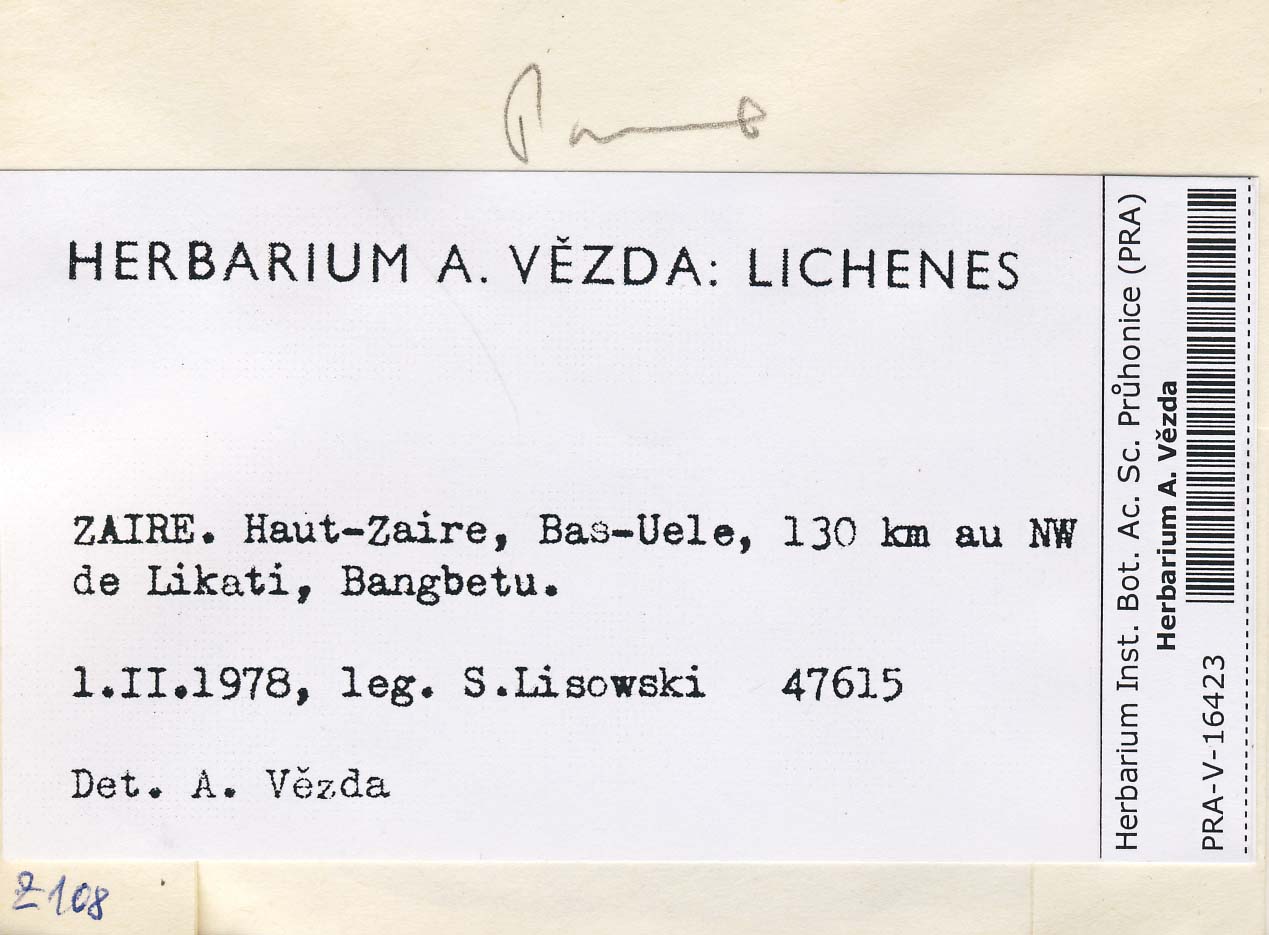 HERBARIUM A. VĚZDA: LICHENES
ZAIRE. Haut-Zaire, Bas-Uele, 130 km au NW
de Likati, Bangbetu.
1.II.1978, leg. S.Lisowski 47615
Det. A. Vězda
Z108
Herbarium Inst. Bot. Ac. Sc. Průhonice (PRA)
Herbarium A. Vězda
PRA-V-16423